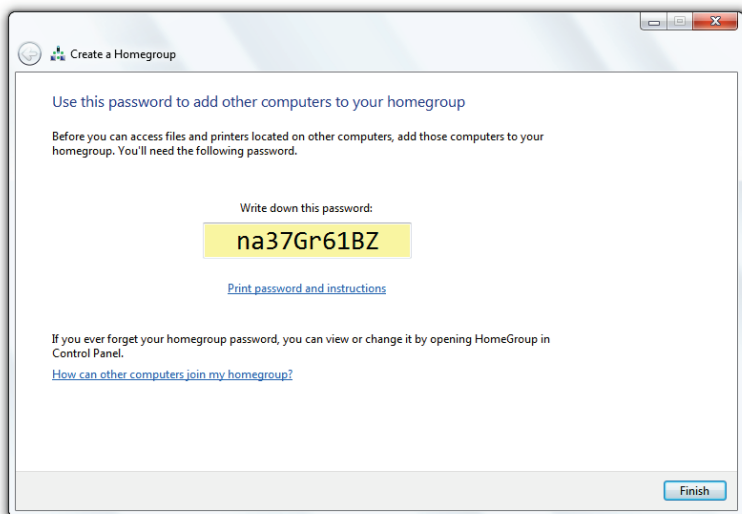 Create a Homegroup
Use this password to add other computers to your homegroup
Before you can access files and printers located on other computers, add those computers to your
homegroup. You'll need the following password.
Write down this password:
na37Gr61BZ
Print password and instructions
If you ever forget your homegroup password, you can view or change it by opening HomeGroup in
Control Panel.
How can other computers join my homegroup?
Finish